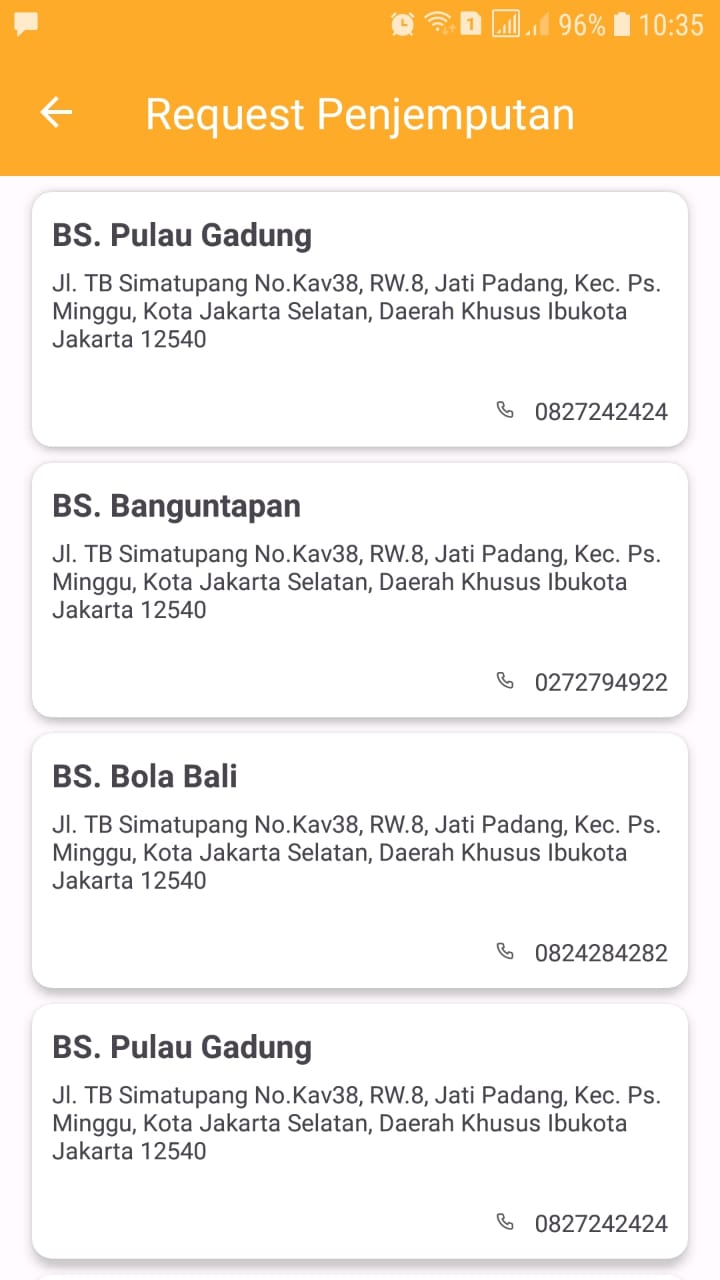 1 96% 10:35
Request Penjemputan
BS. Pulau Gadung
Jl. TB Simatupang No.Kav38, RW.8, Jati Padang, Kec. Ps.
Minggu, Kota Jakarta Selatan, Daerah Khusus Ibukota
Jakarta 12540
0827242424
BS. Banguntapan
Jl. TB Simatupang No.Kav38, RW.8, Jati Padang, Kec. Ps.
Minggu, Kota Jakarta Selatan, Daerah Khusus Ibukota
Jakarta 12540
0272794922
BS. Bola Bali
Jl. TB Simatupang No.Kav38, RW.8, Jati Padang, Kec. Ps.
Minggu, Kota Jakarta Selatan, Daerah Khusus Ibukota
Jakarta 12540
0824284282
BS. Pulau Gadung
Jl. TB Simatupang No.Kav38, RW.8, Jati Padang, Kec. Ps.
Minggu, Kota Jakarta Selatan, Daerah Khusus Ibukota
Jakarta 12540
0827242424